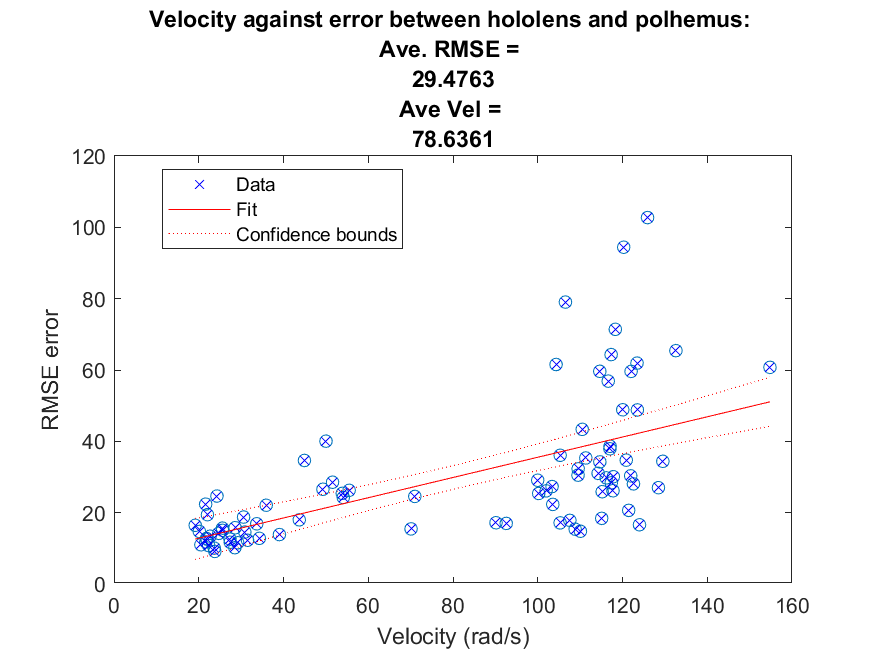 Velocity against error between hololens and polhemus:
Ave. RMSE =
29.4763
Ave Vel =
78.6361
120
100
80
60
40
20
0
RMSE error
Data
Fit
Confidence bounds
0 20 40 60 80 100 120 140 160
Velocity (rad/s)